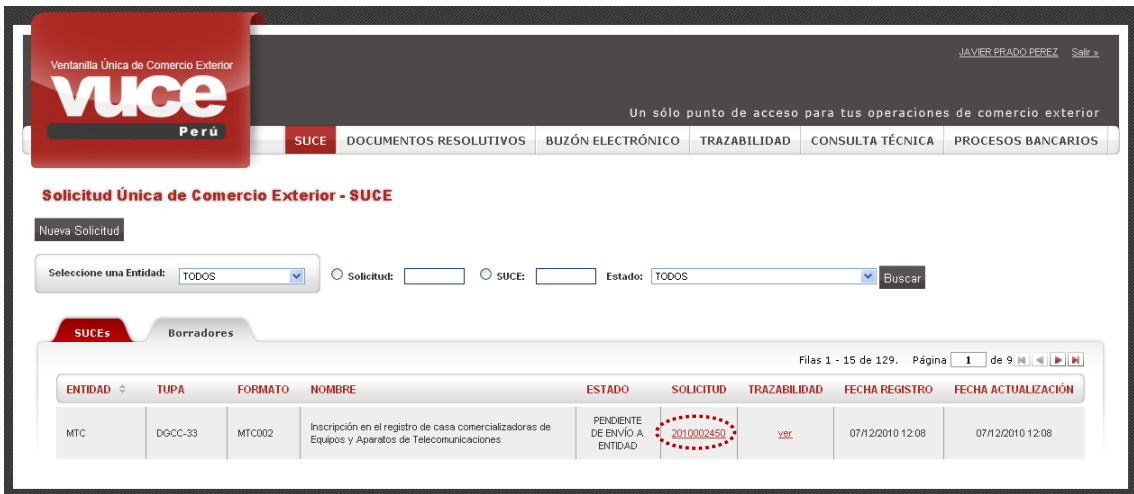 JAVIER PRADO PEREZ Salir »
Ventanilla Única de Comercio Exterior
vuce
Perú
Un sólo punto de acceso para tus operaciones de comercio exterior
SUCE DOCUMENTOS RESOLUTIVOS BUZÓN ELECTRÓNICO TRAZABILIDAD CONSULTA TÉCNICA PROCESOS BANCARIOS
Solicitud Única de Comercio Exterior - SUCE
Nueva Solicitud
Seleccione una Entidad: TODOS Solicitud: SUCE: Estado: TODOS Buscar
SUCEs Borradores
Filas 1 - 15 de 129. Página 1 de 9
ENTIDAD TUPA FORMATO NOMBRE ESTADO SOLICITUD TRAZABILIDAD FECHA REGISTRO FECHA ACTUALIZACIÓN
MTC DGCC-33 MTC002 Inscripción en el registro de casa comercializadoras de Equipos y Aparatos de Telecomunicaciones PENDIENTE DE ENVÍO A ENTIDAD 2010002450 ver 07/12/2010 12:08 07/12/2010 12:08